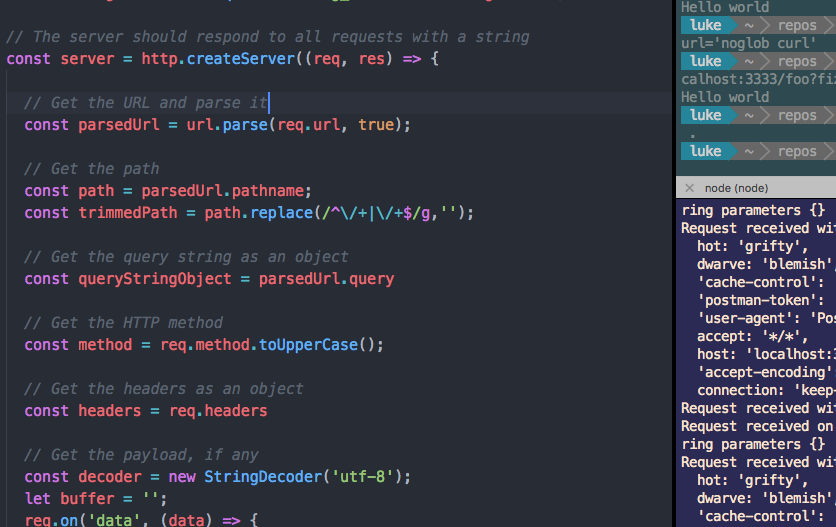 // The server should respond to all requests with a string
const server = http.createServer((req, res) => {
// Get the URL and parse it
const parsedUrl = url.parse(req.url, true);
// Get the path
const path = parsedUrl.pathname;
const trimmedPath = path.replace(/^\/+|\/+$/g,'');
// Get the query string as an object
const queryStringObject = parsedUrl.query
// Get the HTTP method
const method = req.method.toUpperCase();
// Get the headers as an object
const headers = req.headers
// Get the payload, if any
const decoder = new StringDecoder('utf-8');
let buffer = '';
req.on('data', (data) => {
Hello world
luke ~ repos
url='noglob curl'
luke ~ repos
calhost:3333/foo?fiz
Hello world
luke ~ repos
.
luke ~ repos
× node (node)
ring parameters {}
Request received wit
hot: 'grifty',
dwarve: 'blemish',
'cache-control':
'postman-token':
'user-agent': 'Pos
accept: '*/*',
host: 'localhost:3
'accept-encoding'
connection: 'keep-
Request received wit
Request received on
ring parameters {}
Request received wit
hot: 'grifty',
dwarve: 'blemish',
'cache-control':